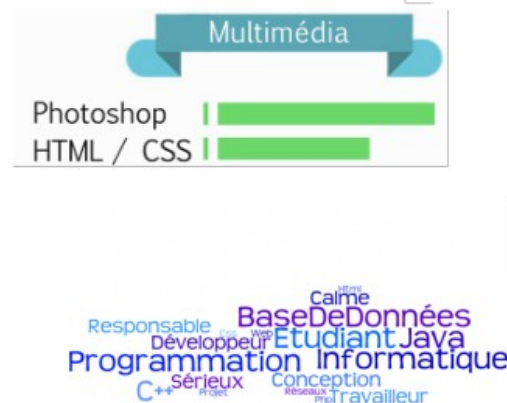 Multimédia
Photoshop
HTML / CSS
Html
Calme
BaseDeDonnées
Responsable Css Web Etudiant Java
Développeur
Programmation Informatique
C++ Sérieux Projet Conception
Réseaux Php Travailleur